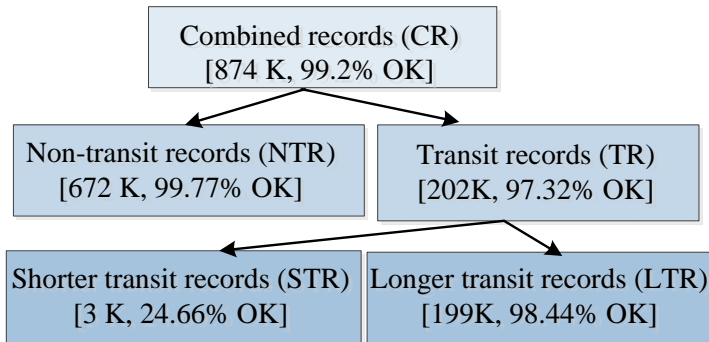 Combined records (CR)
[874 K, 99.2% OK]
Non-transit records (NTR)
[672 K, 99.77% OK]
Transit records (TR)
[202K, 97.32% OK]
Shorter transit records (STR)
[3 K, 24.66% OK]
Longer transit records (LTR)
[199K, 98.44% OK]